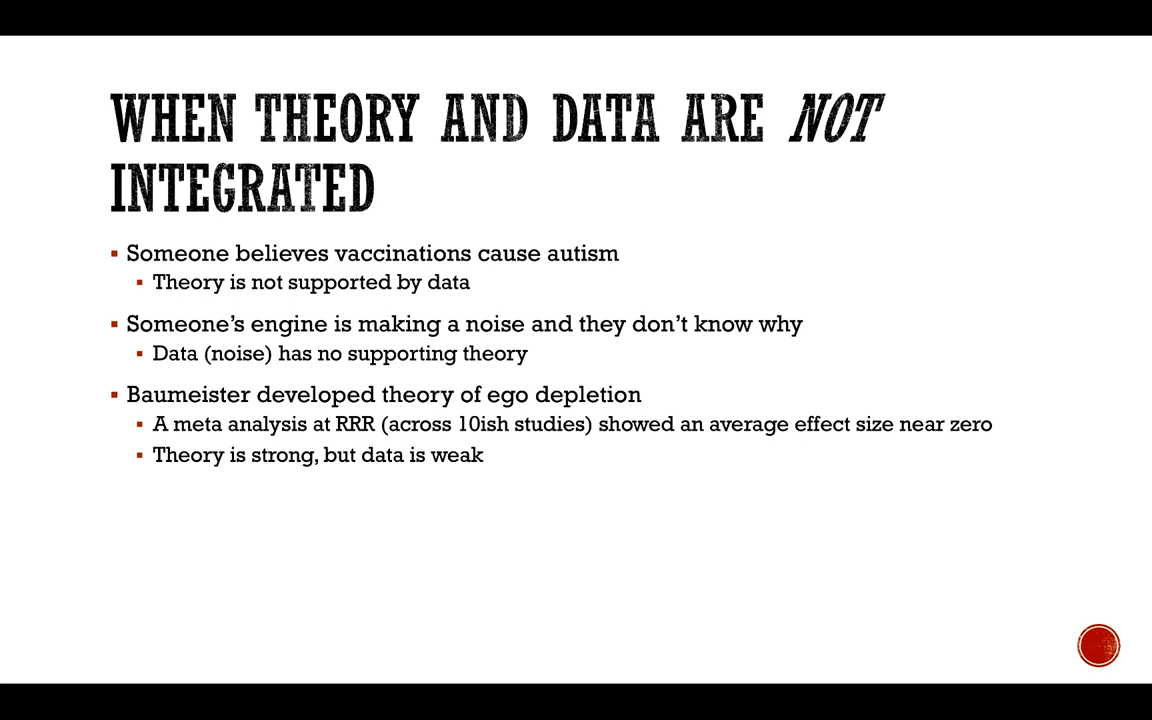 WHEN THEORY AND DATA ARE NOT
INTEGRATED
▪ Someone believes vaccinations cause autism
▪ Theory is not supported by data
▪ Someone's engine is making a noise and they don't know why
▪ Data (noise) has no supporting theory
▪ Baumeister developed theory of ego depletion
▪ A meta analysis at RRR (across 10ish studies) showed an average effect size near zero
▪ Theory is strong, but data is weak